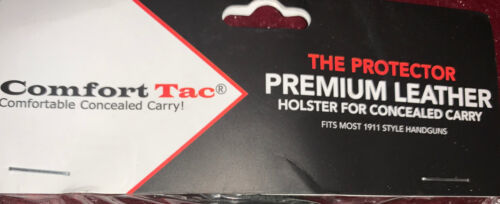 Comfort Tac®
Comfortable Concealed Carry!
THE PROTECTOR
PREMIUM LEATHER
HOLSTER FOR CONCEALED CARRY
FITS MOST 1911 STYLE HANDGUNS